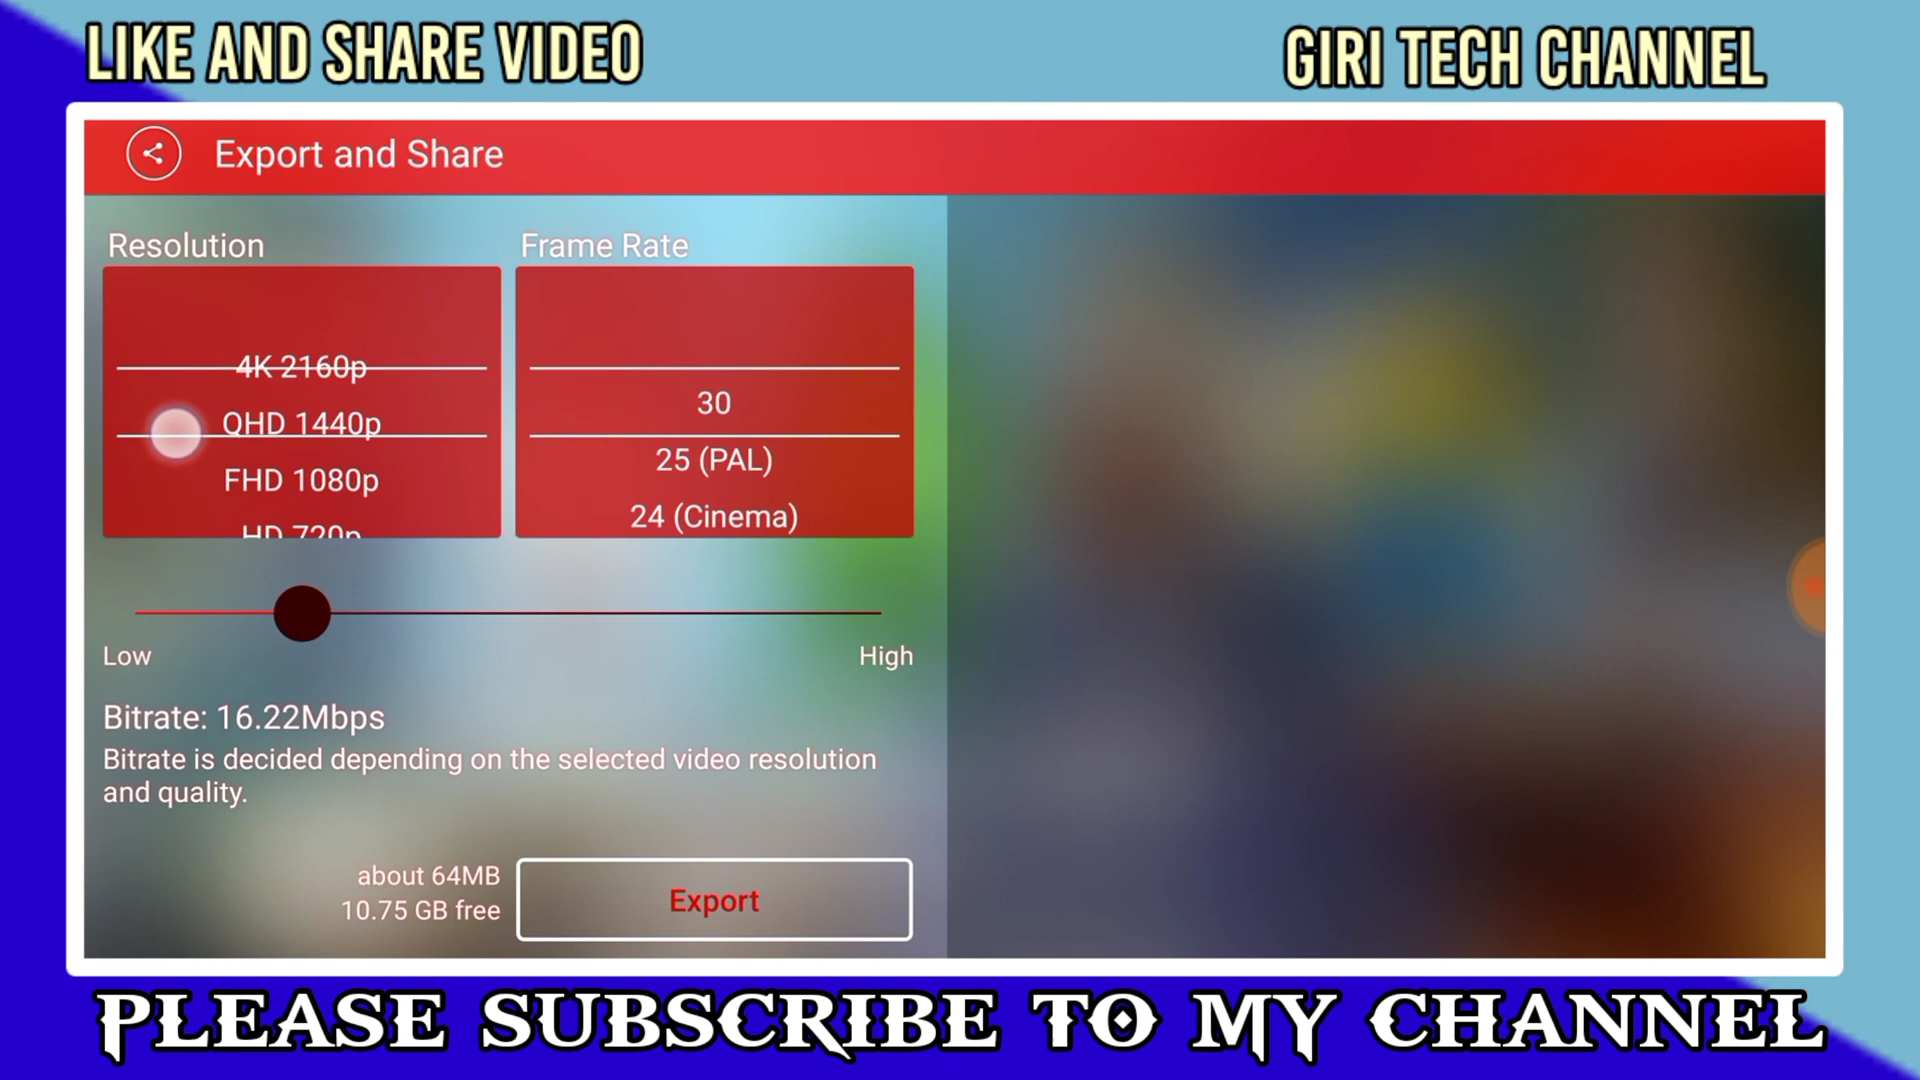 LIKE AND SHARE VIDEO
GIRI TECH CHANNEL
Export and Share
Resolution
Frame Rate
4K 2160p
QHD 1440p
FHD 1080p
HD 720p
30
25 (PAL)
24 (Cinema)
Low
High
Bitrate: 16.22Mbps
Bitrate is decided depending on the selected video resolution
and quality.
about 64MB
10.75 GB free
Export
PLEASE SUBSCRIBE TO MY CHANNEL